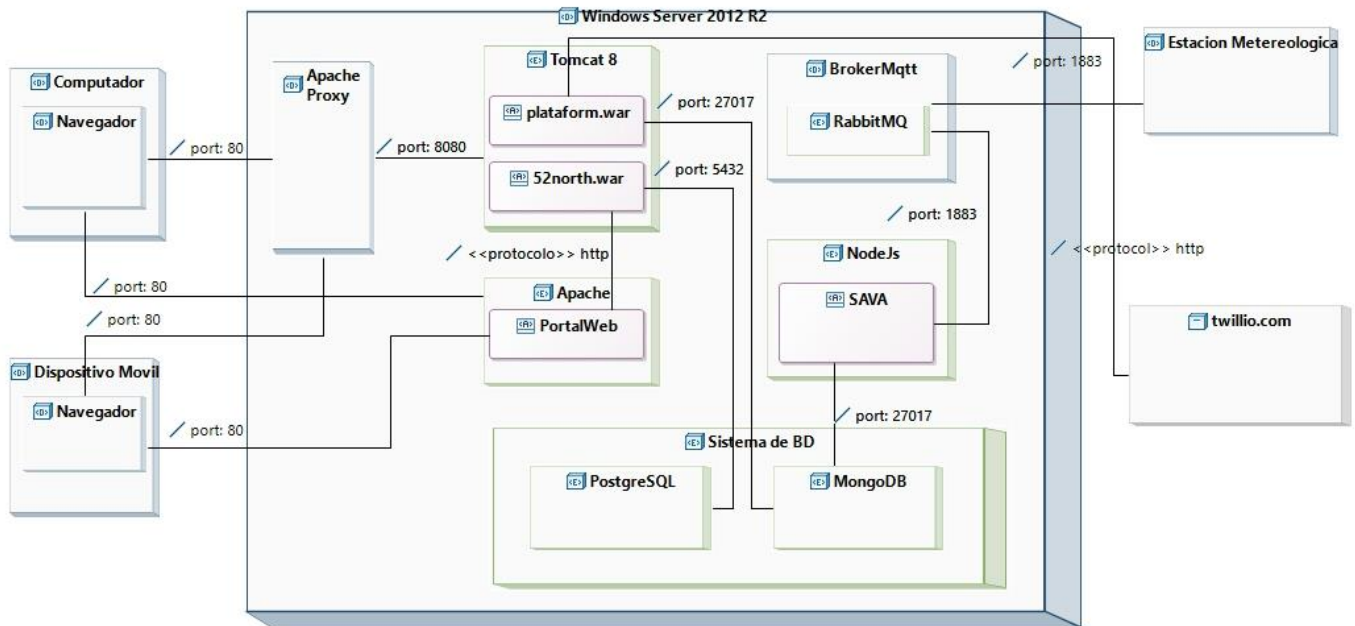 Windows Server 2012 R2
Computador
Navegador
port: 80
Apache
Proxy
port: 8080
Tomcat 8
plataform.war
52north.war
port: 27017
port: 5432
BrokerMqtt
RabbitMQ
port: 1883
Estacion Metereologica
port: 1883
<<protocolo>> http
NodeJs
SAVA
<<protocol>> http
port: 80
port: 80
Apache
PortalWeb
twillio.com
Dispositivo Movil
Navegador
port: 80
port: 27017
Sistema de BD
PostgreSQL
MongoDB